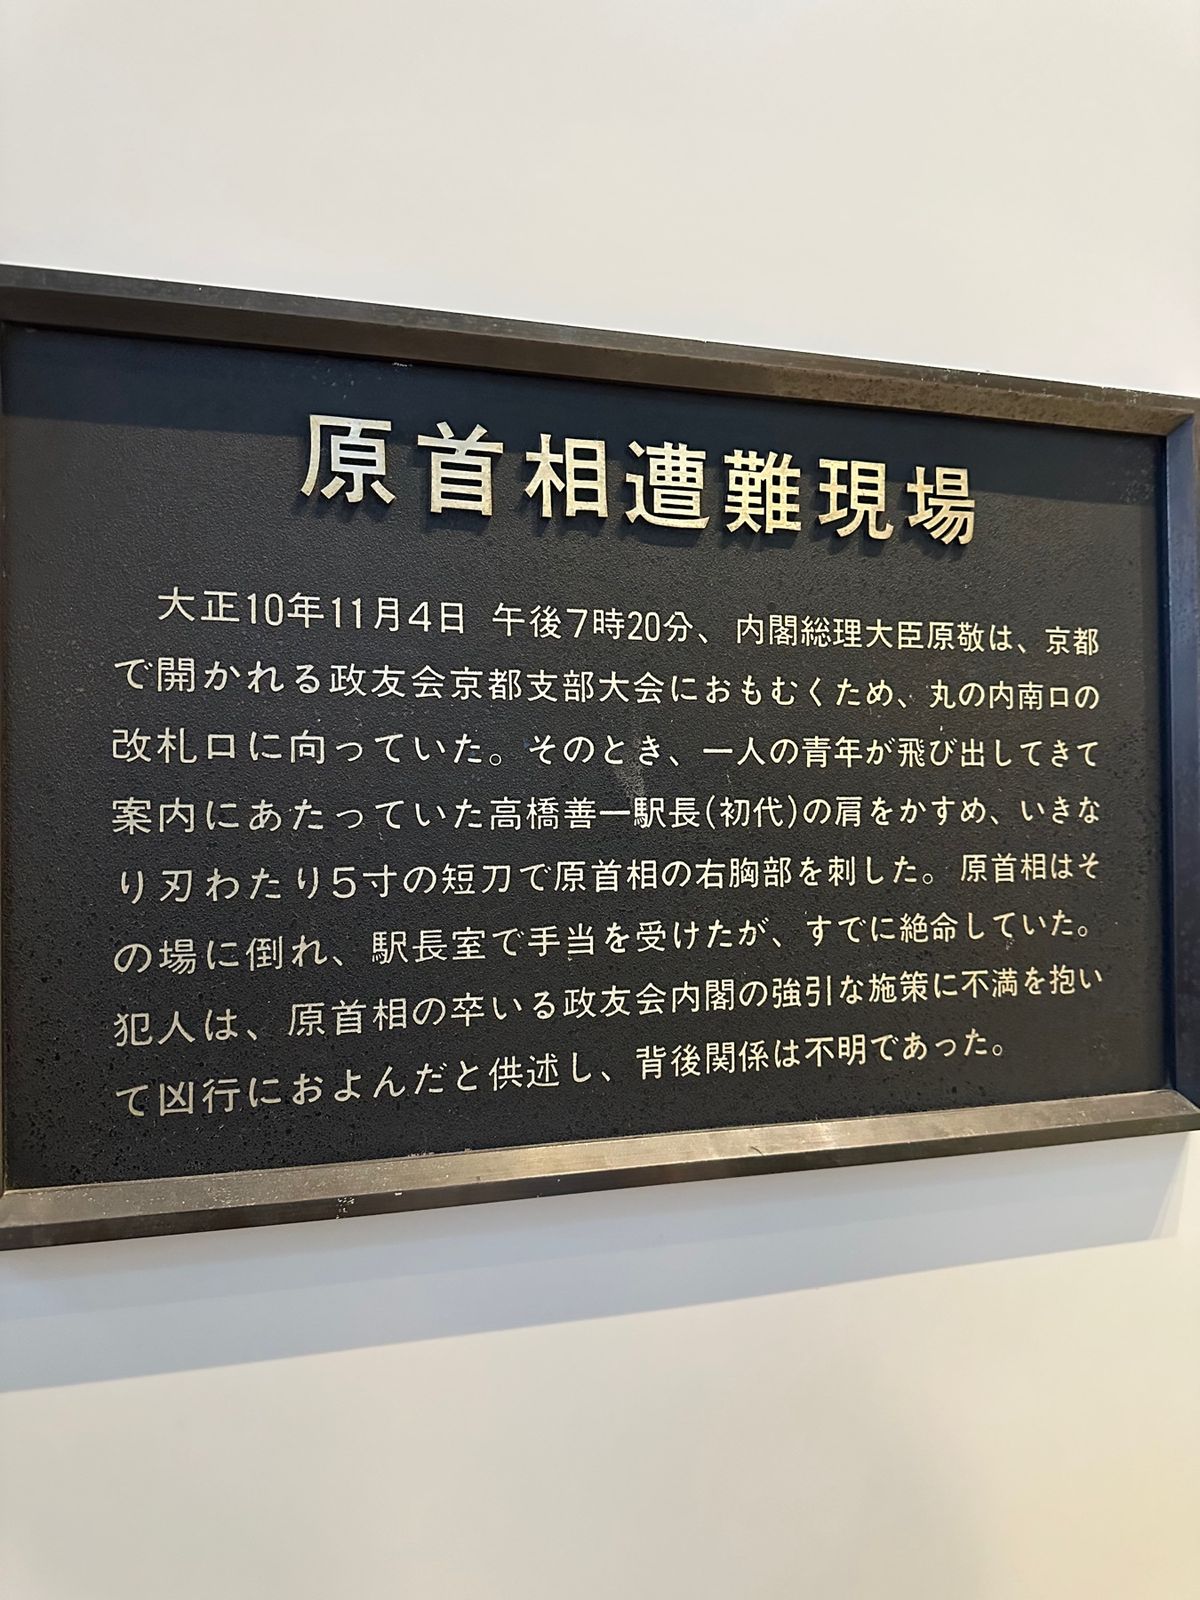 原首相遭難現場
大正10年11月4日 午後7時20分、内閣総理大臣原敬は、京都
で開かれる政友会京都支部大会におもむくため、丸の内南口の
改札口に向っていた。そのとき、一人の青年が飛び出してきて
案内にあたっていた高橋善一駅長(初代)の肩をかすめ、いきな
り刃わたり5寸の短刀で原首相の右胸部を刺した。原首相はそ
の場に倒れ、駅長室で手当を受けたが、すでに絶命していた。
犯人は、原首相の卒いる政友会内閣の強引な施策に不満を抱い
て凶行におよんだと供述し、背後関係は不明であった。